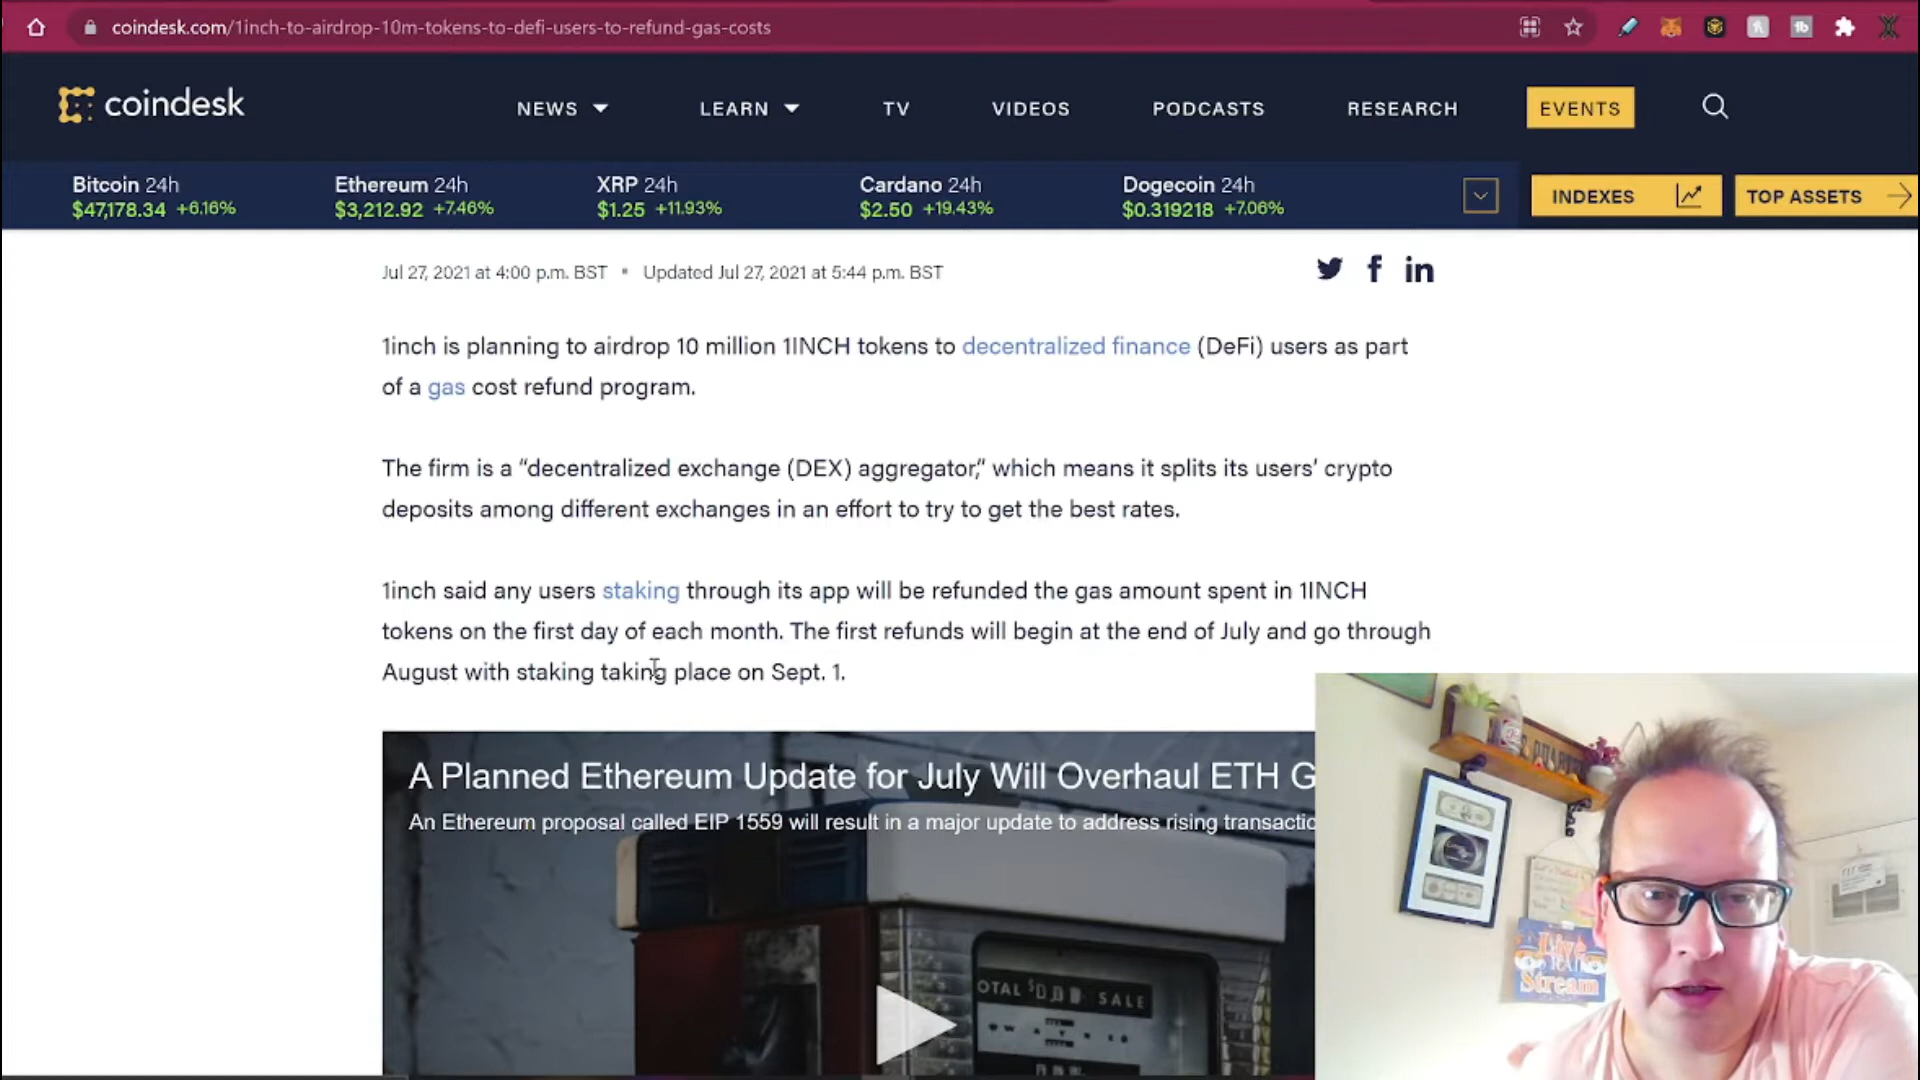 coindesk.com/1inch-to-airdrop-10m-tokens-to-defi-users-to-refund-gas-costs
coindesk
NEWS
LEARN
TV
VIDEOS
PODCASTS
RESEARCH
EVENTS
Bitcoin 24h
$47,178.34 +6.16%
Ethereum 24h
$3,212.92 +7.46%
XRP 24h
$1.25 +11.93%
Cardano 24h
$2.50 +19.43%
Dogecoin 24h
$0.319218 +7.06%
INDEXES
TOP ASSETS
Jul 27, 2021 at 4:00 p.m. BST • Updated Jul 27, 2021 at 5:44 p.m. BST
1inch is planning to airdrop 10 million 1INCH tokens to decentralized finance (DeFi) users as part
of a gas cost refund program.
The firm is a “decentralized exchange (DEX) aggregator,” which means it splits its users’ crypto
deposits among different exchanges in an effort to try to get the best rates.
1inch said any users staking through its app will be refunded the gas amount spent in 1INCH
tokens on the first day of each month. The first refunds will begin at the end of July and go through
August with staking taking place on Sept. 1.
A Planned Ethereum Update for July Will Overhaul ETH G
An Ethereum proposal called EIP 1559 will result in a major update to address rising transactio
OTAL $ SALE
Stream